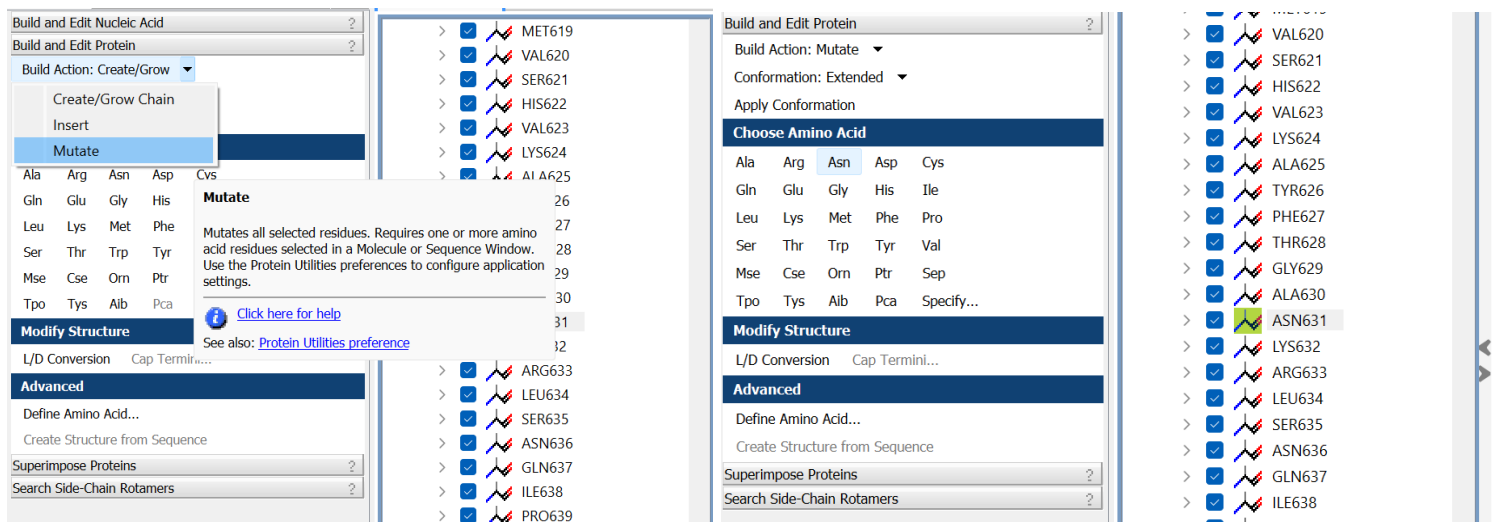 Build and Edit Nucleic Acid ?
Build and Edit Protein ?
Build Action: Create/Grow
Create/Grow Chain
Insert
Mutate
Ala Arg Asn Asp Cys
Gln Glu Gly His
Leu Lys Met Phe
Ser Thr Trp Tyr
Mse Cse Orn Ptr
Tpo Tys Aib Pca
Modify Structure
L/D Conversion Cap Termini...
Advanced
Define Amino Acid...
Create Structure from Sequence
Superimpose Proteins ?
Search Side-Chain Rotamers ?
Mutate
Mutates all selected residues. Requires one or more amino
acid residues selected in a Molecule or Sequence Window.
Use the Protein Utilities preferences to configure application
settings.
Click here for help
See also: Protein Utilities preference
MET619
VAL620
SER621
HIS622
VAL623
LYS624
ALA625
26
27
28
29
30
31
32
ARG633
LEU634
SER635
ASN636
GLN637
ILE638
PRO639
Build and Edit Protein ?
Build Action: Mutate
Conformation: Extended
Apply Conformation
Choose Amino Acid
Ala Arg Asn Asp Cys
Gln Glu Gly His Ile
Leu Lys Met Phe Pro
Ser Thr Trp Tyr Val
Mse Cse Orn Ptr Sep
Tpo Tys Aib Pca Specify...
Modify Structure
L/D Conversion Cap Termini...
Advanced
Define Amino Acid...
Create Structure from Sequence
Superimpose Proteins ?
Search Side-Chain Rotamers ?
VAL620
SER621
HIS622
VAL623
LYS624
ALA625
TYR626
PHE627
THR628
GLY629
ALA630
ASN631
LYS632
ARG633
LEU634
SER635
ASN636
GLN637
ILE638